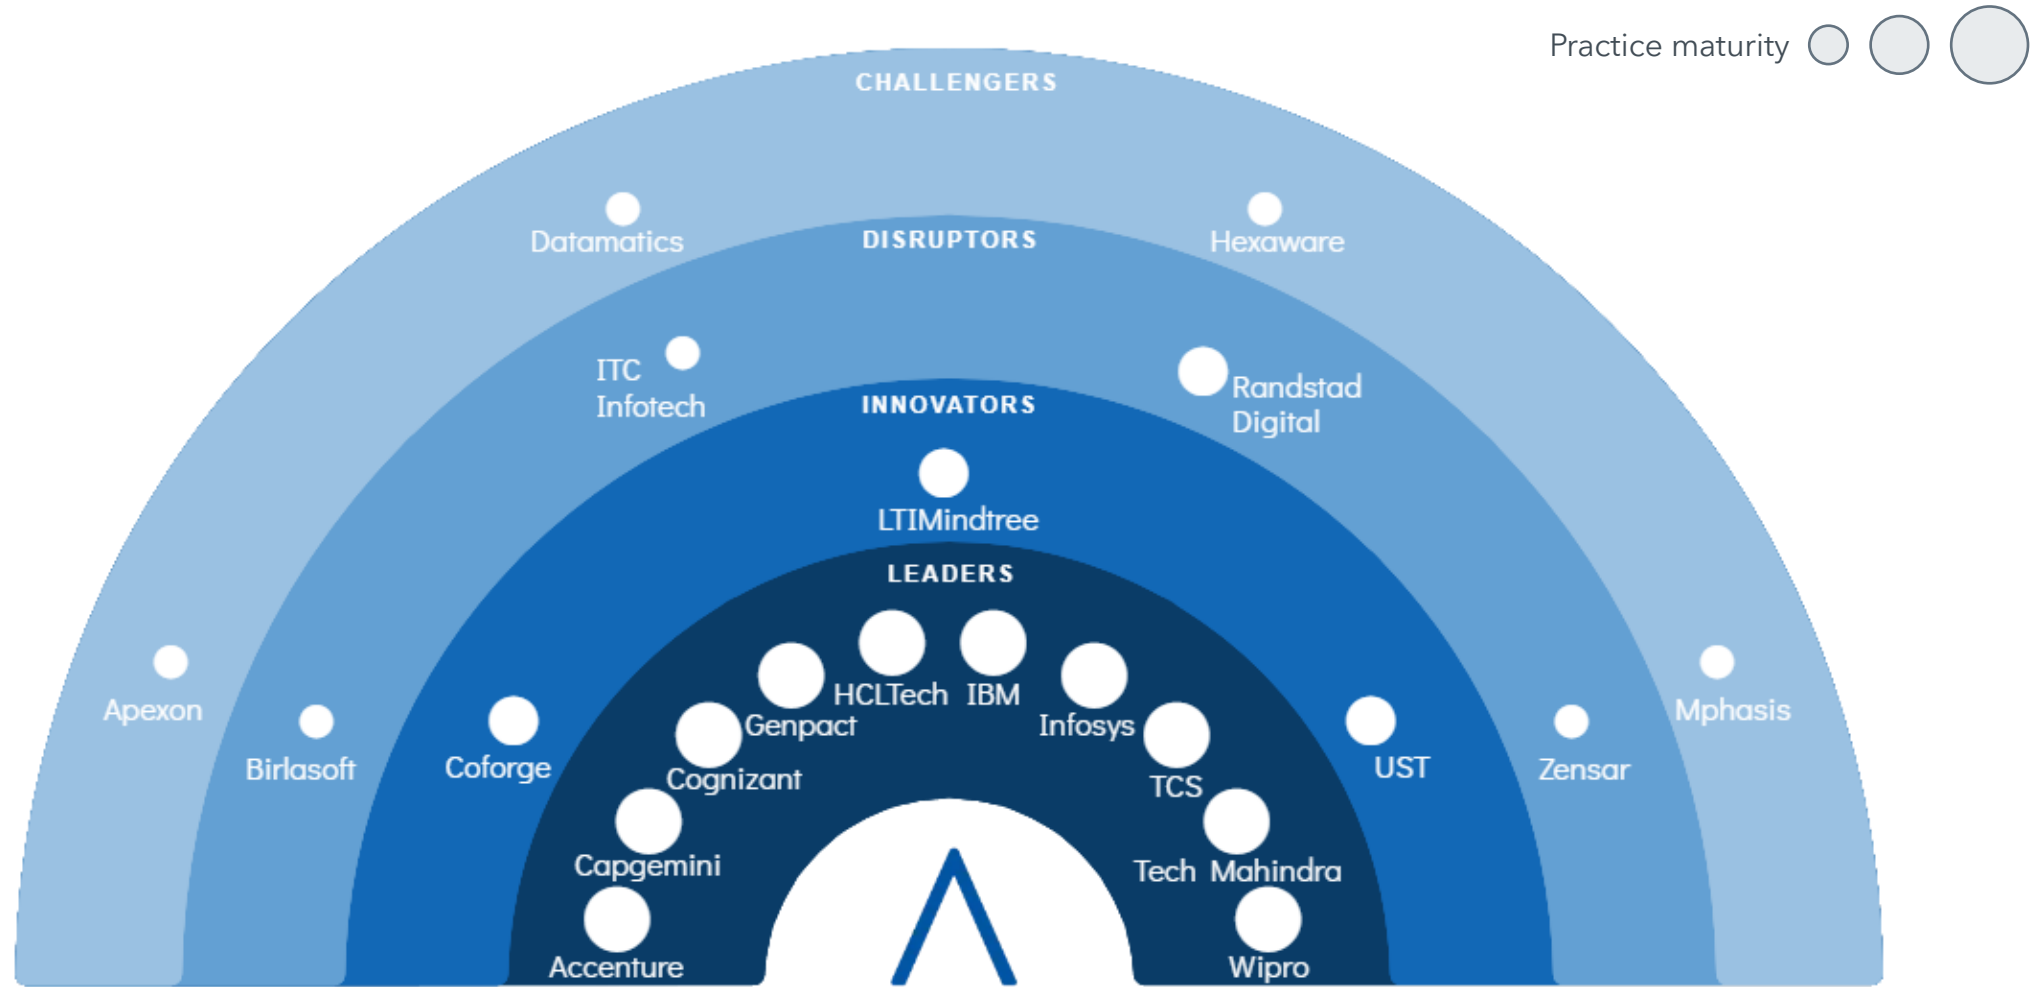 Practice maturity
CHALLENGERS
Datamatics
Hexaware
DISRUPTORS
ITC
Infotech
Randstad
Digital
INNOVATORS
LTIMindtree
LEADERS
HCLTech
IBM
Genpact
Infosys
Apexon
Mphasis
Birlasoft
Coforge
Cognizant
TCS
UST
Zensar
Capgemini
Tech Mahindra
Accenture
Wipro